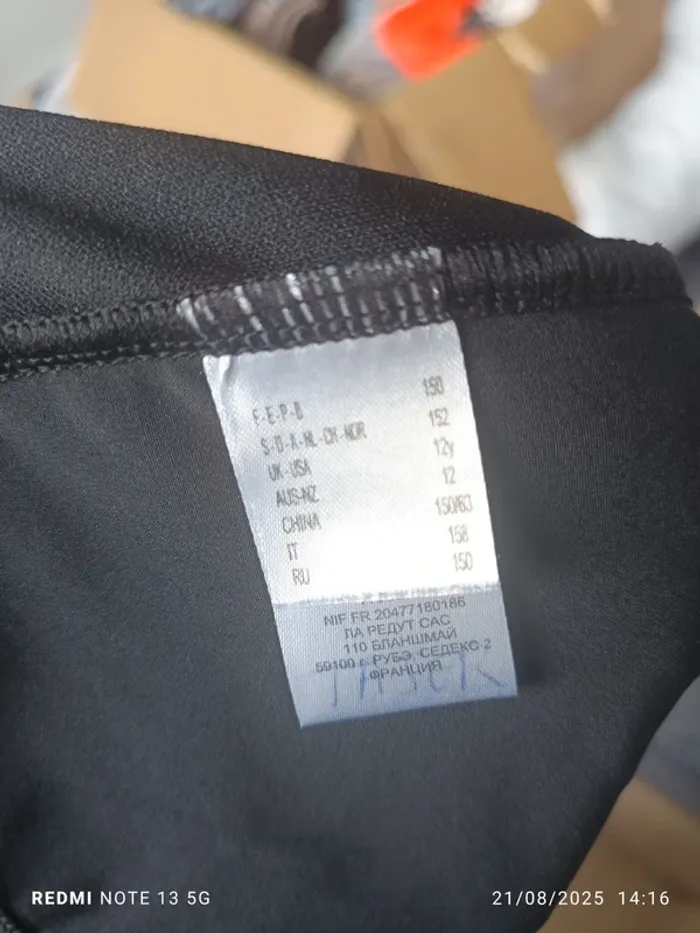 F-E-P-B 150
S-D-A-NL-CH-NOR 152
UK-USA 12y
AUS-NZ 12
CHINA 150/63
IT 158
RU 150
NIF FR 20477180186
ЛА РЕДУТ САС
110 БЛАНШМАЙ
59100 г. РУБЭ, СЕДЕКС 2
ФРАНЦИЯ
REDMI NOTE 13 5G
21/08/2025 14:16